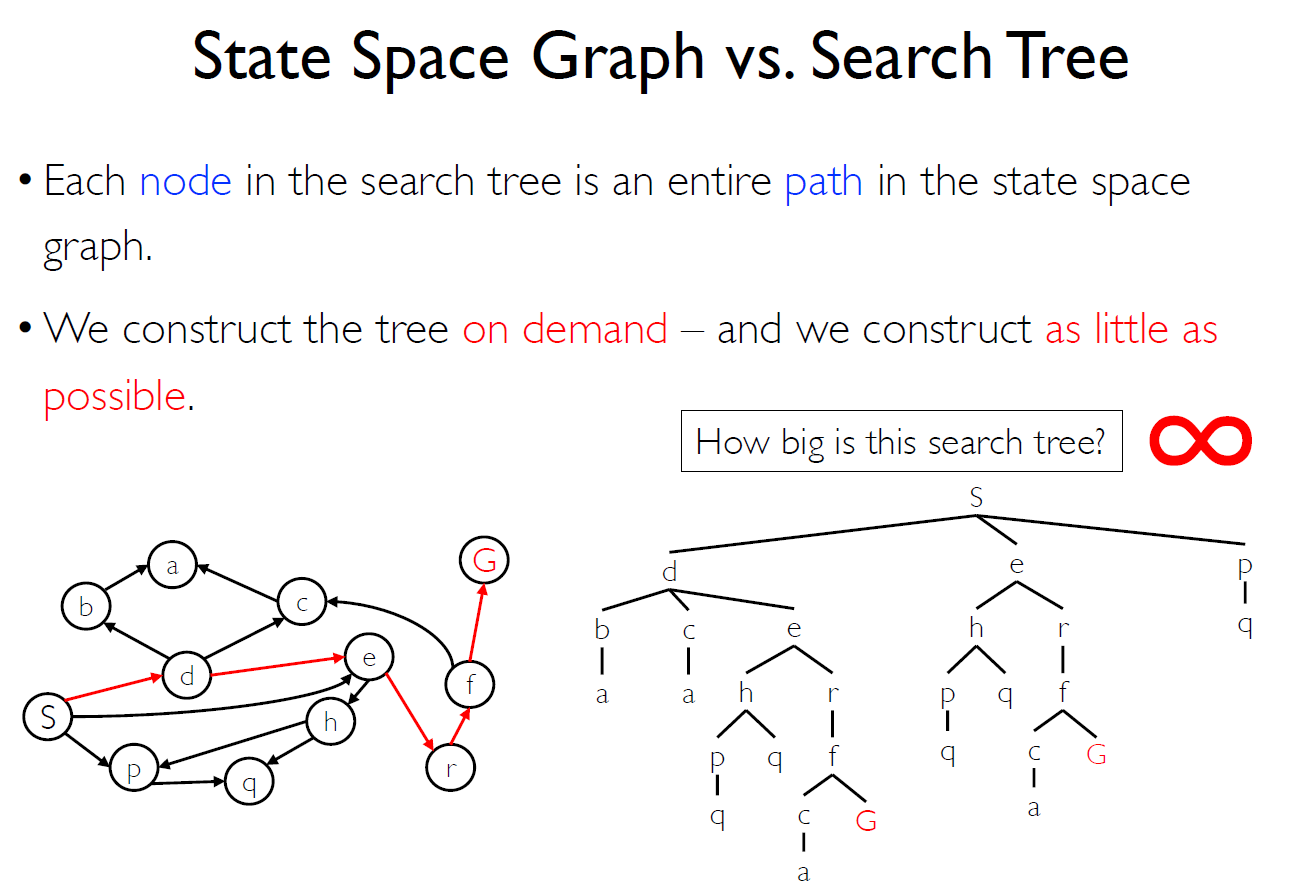 State Space Graph vs. Search Tree
• Each node in the search tree is an entire path in the state space
graph.
• We construct the tree on demand – and we construct as little as
possible.
How big is this search tree? ∞
a
G
b
c
d
e
f
S
h
p
q
r
S
d e p
b c e h r q
a a h r p q f
p q f q c G
q c G a
a